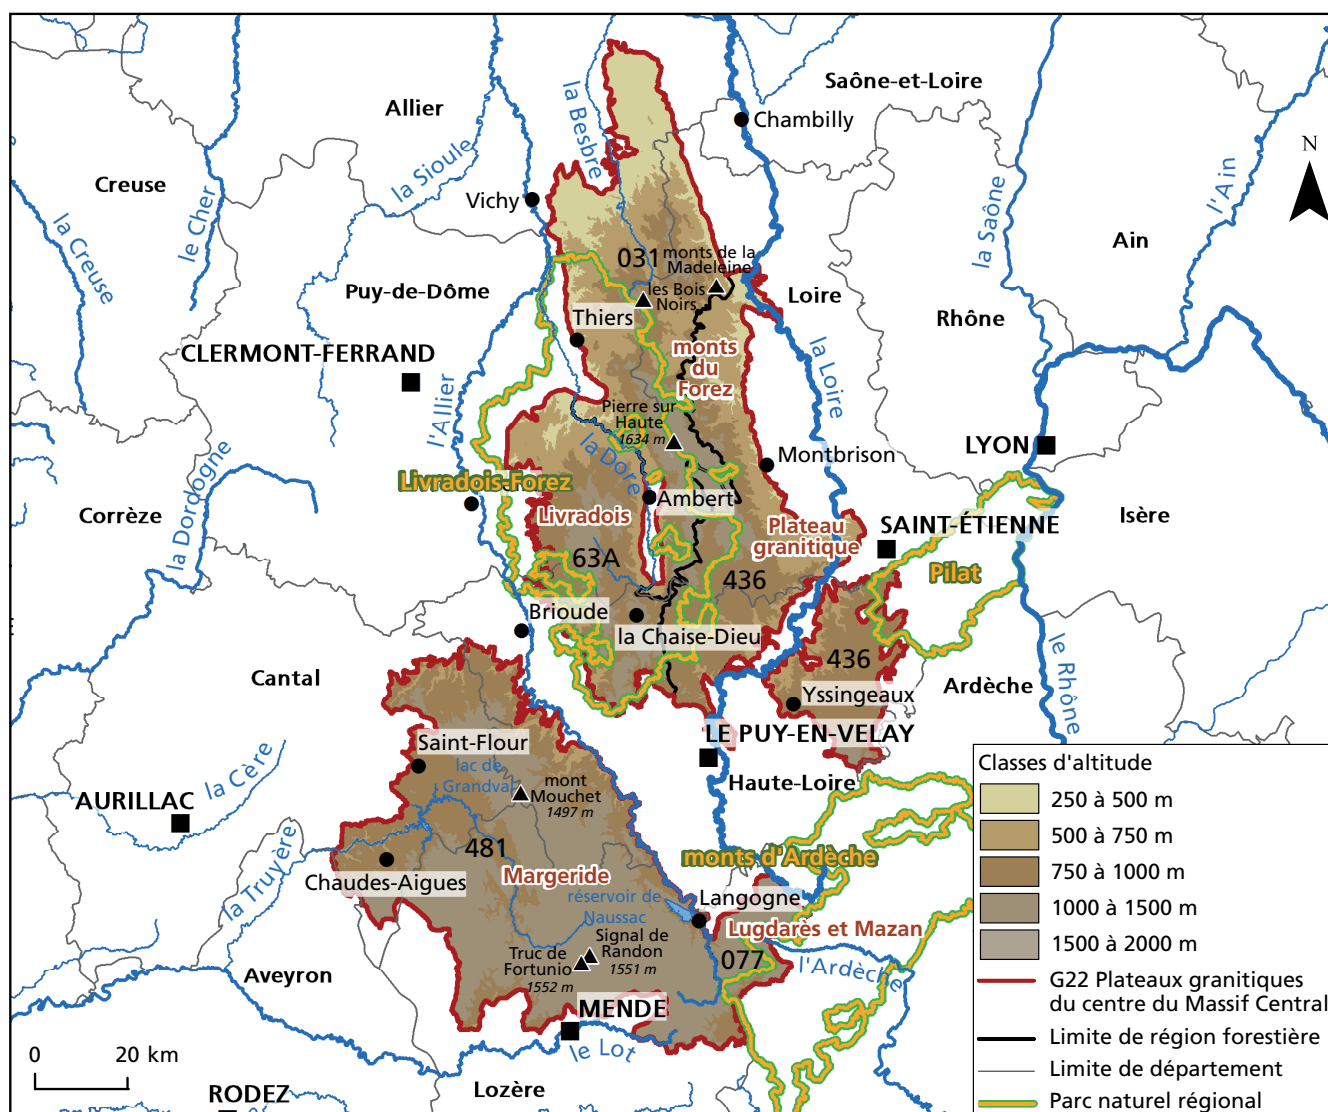 Saône-et-Loire
Allier
la Besbre
Chambilly
N
Creuse
la Sioule
Vichy
le Cher
la Creuse
la Saône
l'Ain
Ain
031
monts de la
Madeleine
les Bois
Noirs
Puy-de-Dôme
Loire
Rhône
Thiers
CLERMONT-FERRAND
monts
du
Forez
la Loire
l'Allier
Pierre sur
Haute
1634 m
la Dore
LYON
Montbrison
la Dordogne
Livradois-Forez
Ambert
Corrèze
Livradois
Plateau
granitique
SAINT-ÉTIENNE
Isère
63A
436
Pilat
Brioude
la Chaise-Dieu
le Rhône
436
Cantal
Ardèche
Yssingeaux
Saint-Flour
LE PUY-EN-VELAY
lac de
Grandval
mont
Mouchet
1497 m
Haute-Loire
la Cère
AURILLAC
481
la Truyère
Chaudes-Aigues
Margeride
monts d'Ardèche
réservoir de
Naussac
Langogne
Lugdarès et Mazan
Signal de
Randon
1551 m
Truc de
Fortunio
1552 m
077
l'Ardèche
Aveyron
MENDE
le Lot
0 20 km
RODEZ
Lozère
Classes d'altitude
250 à 500 m
500 à 750 m
750 à 1000 m
1000 à 1500 m
1500 à 2000 m
G22 Plateaux granitiques
du centre du Massif Central
Limite de région forestière
Limite de département
Parc naturel régional